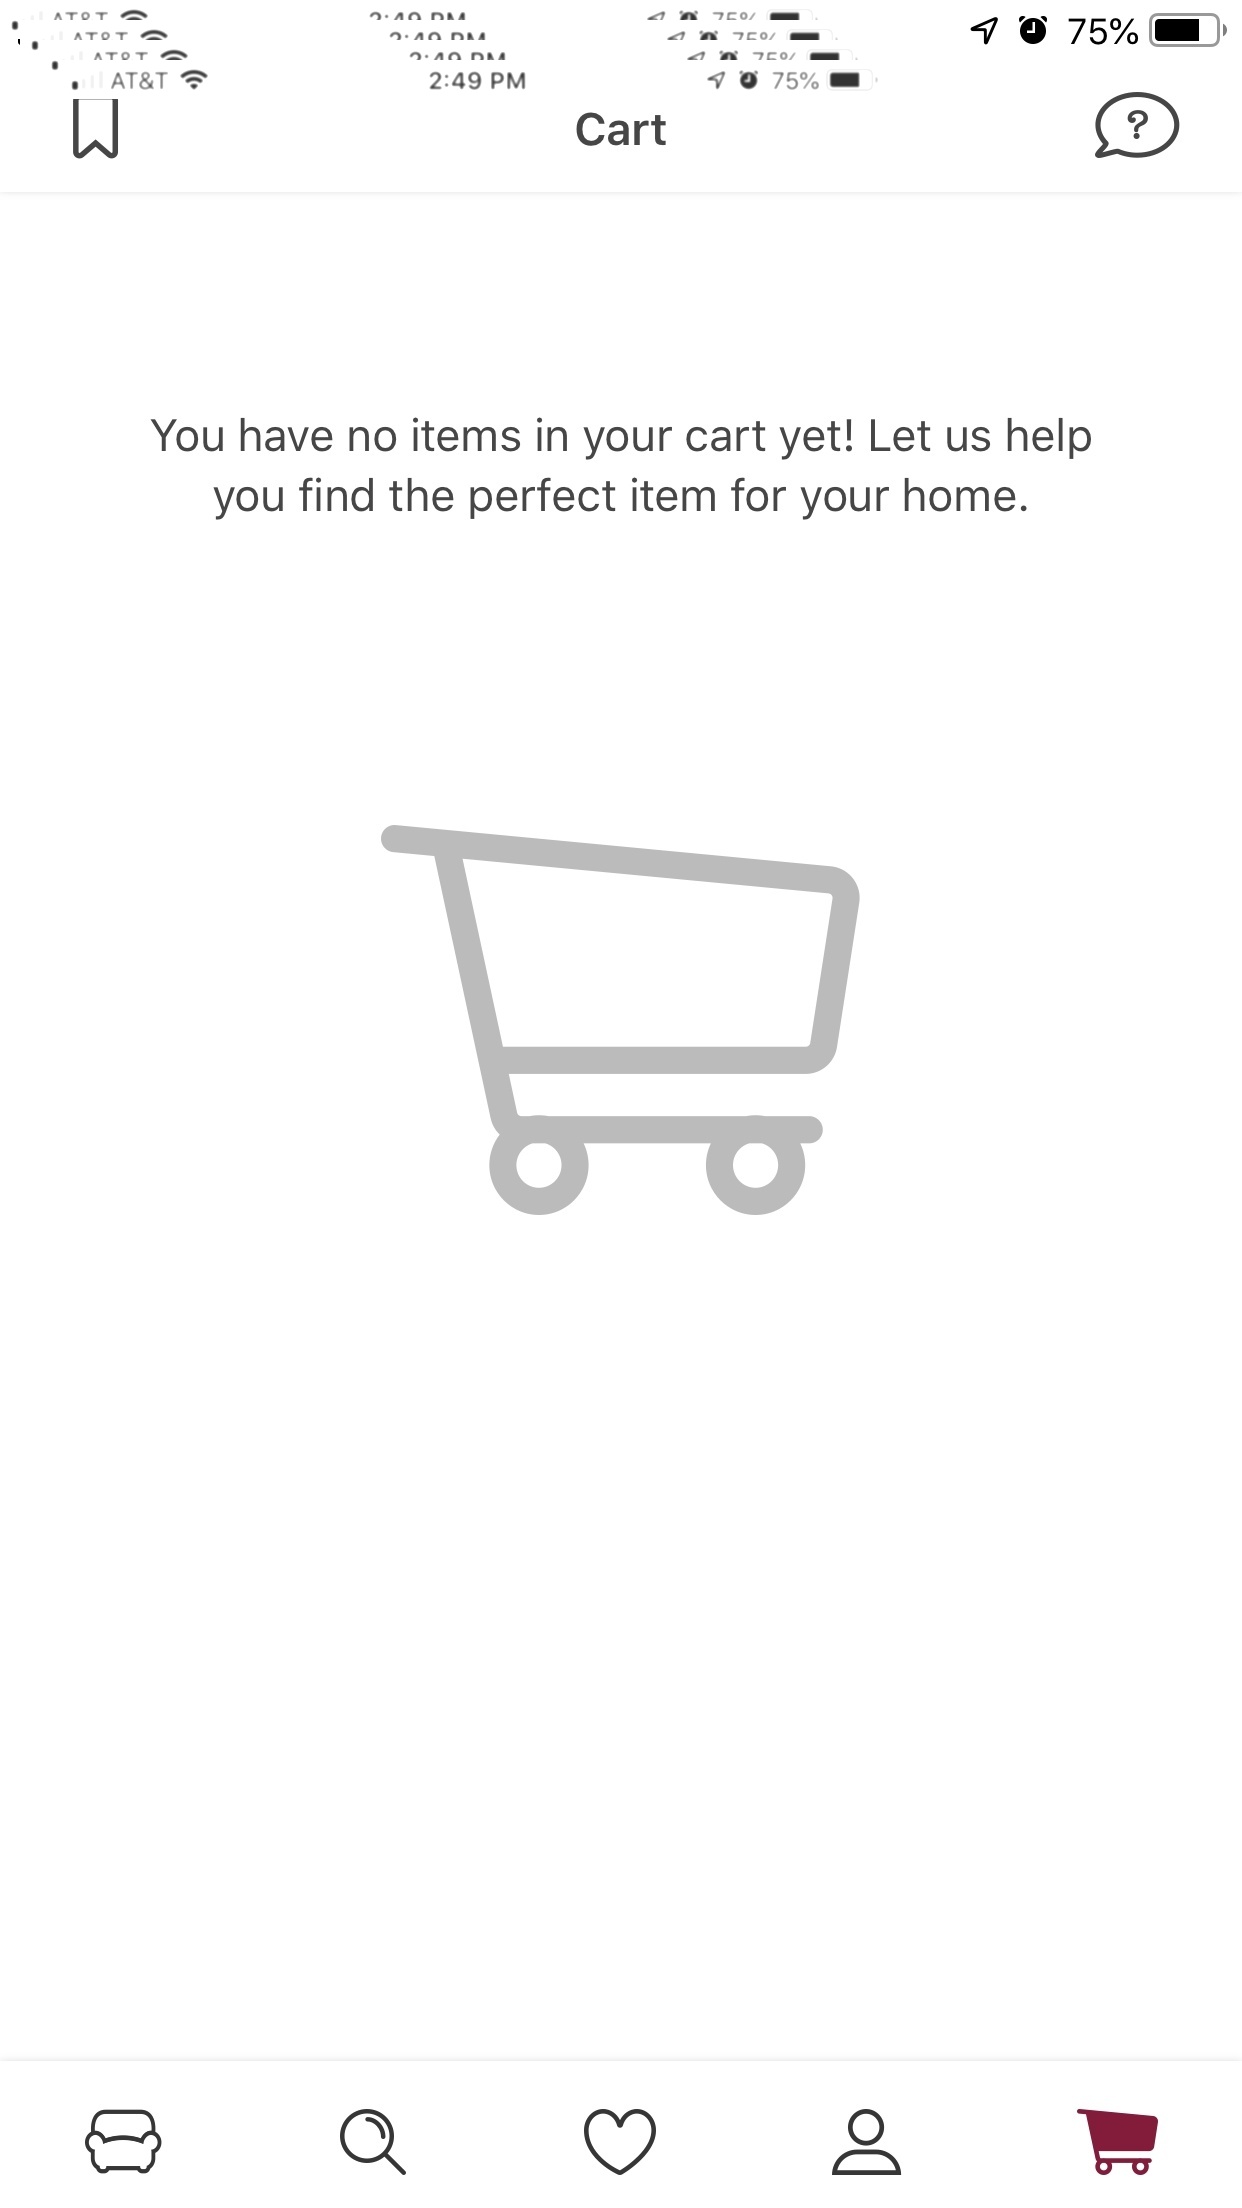 75%
AT&T 2:49 PM 75%
Cart
?
You have no items in your cart yet! Let us help
you find the perfect item for your home.